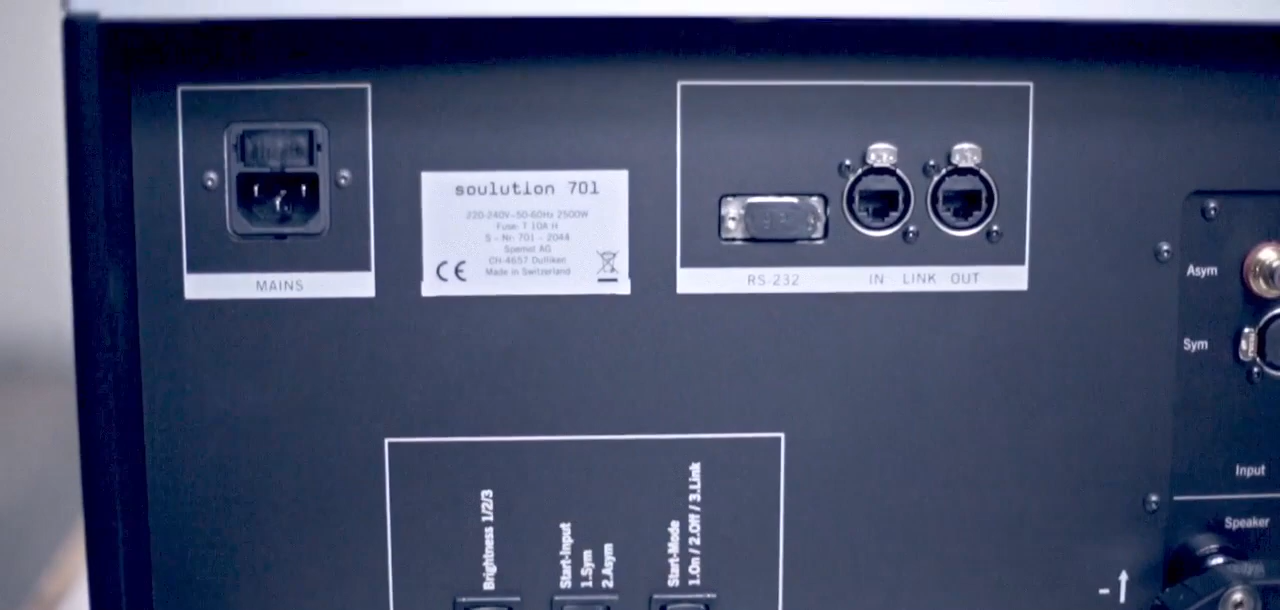 soulution 701
220-240V~50-60Hz 2500W
Fuse: T 10A H
S - Nr: 701 - 2044
Spemot AG
CH-4657 Dulliken
Made in Switzerland
CE
MAINS
RS-232 IN LINK OUT
Asym
Sym
Input
Speaker
Brightness 1/2/3
Start-Input
1.Sym
2.Asym
Start-Mode
1.On / 2.Off / 3.Link
-